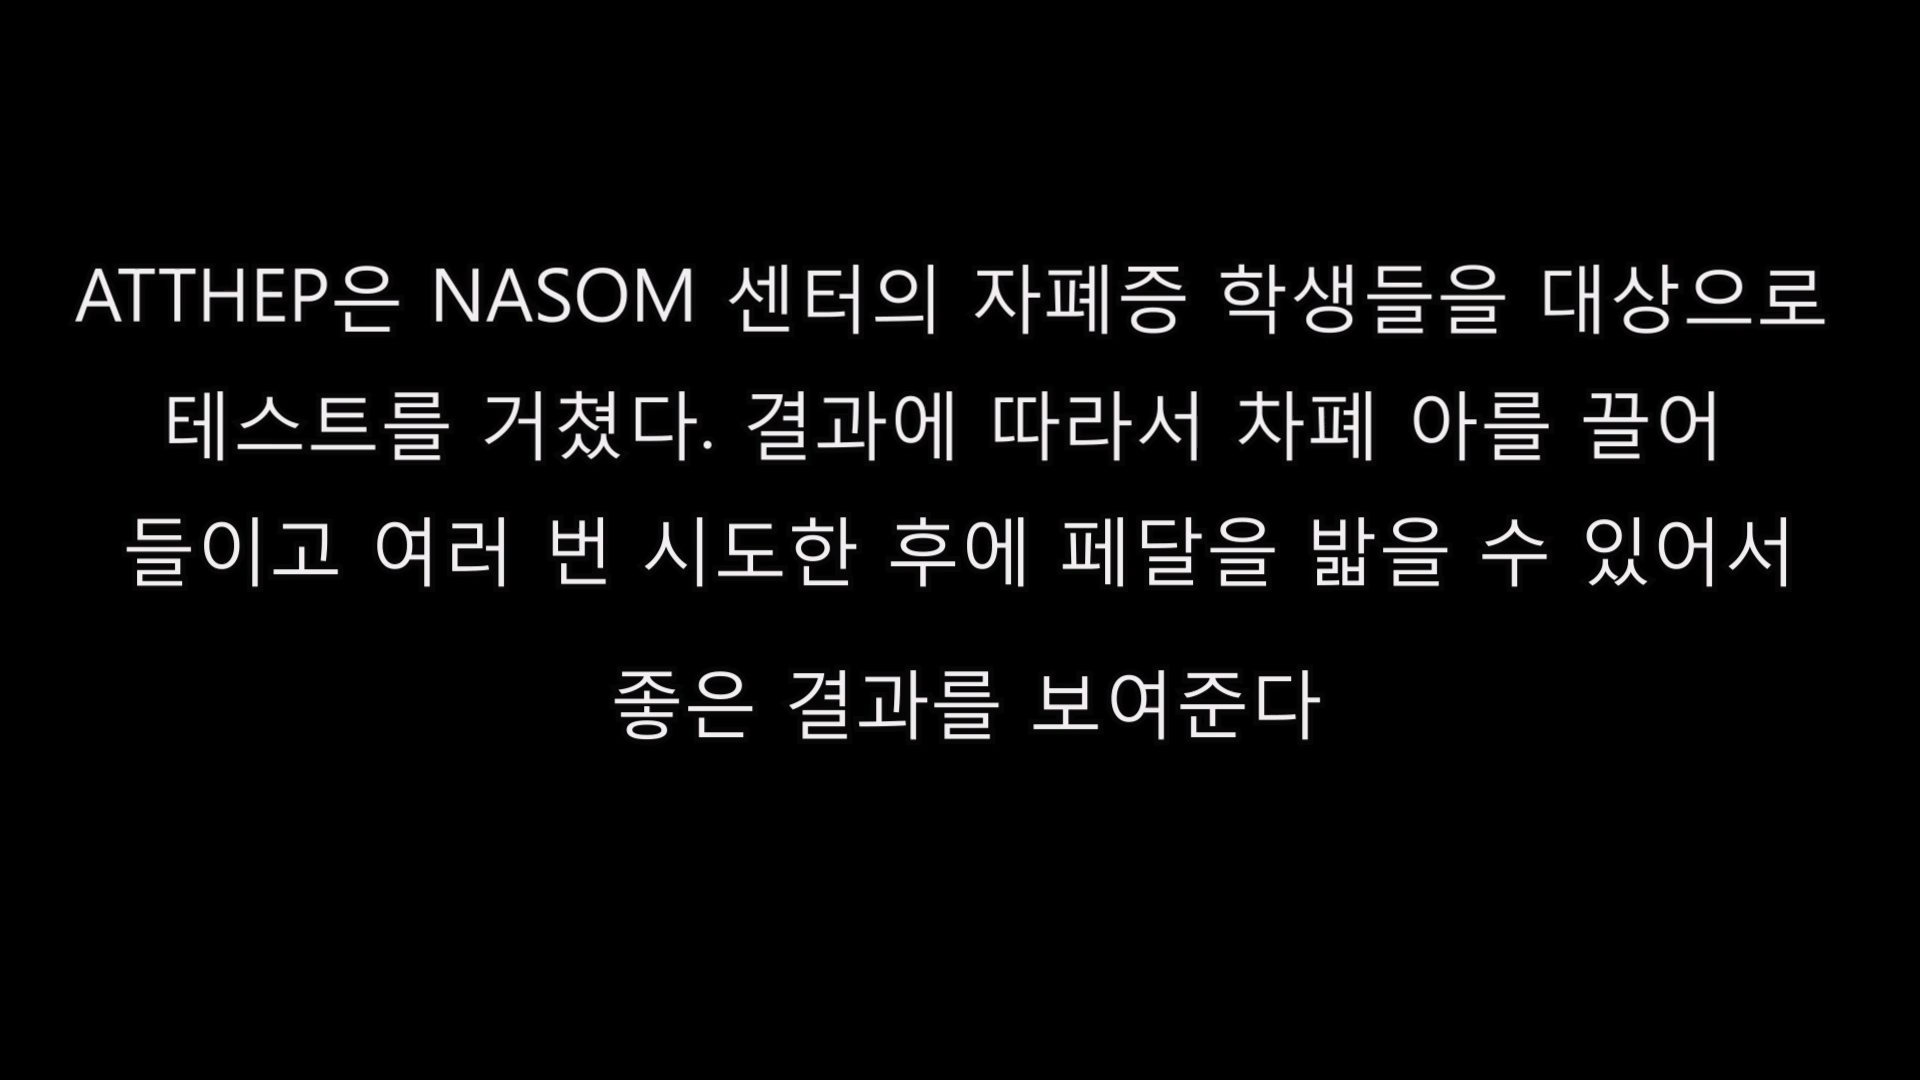 ATTHEP은 NASOM 센터의 자폐증 학생들을 대상으로
테스트를 거쳤다. 결과에 따라서 차폐 아를 끌어
들이고 여러 번 시도한 후에 페달을 밟을 수 있어서
좋은 결과를 보여준다